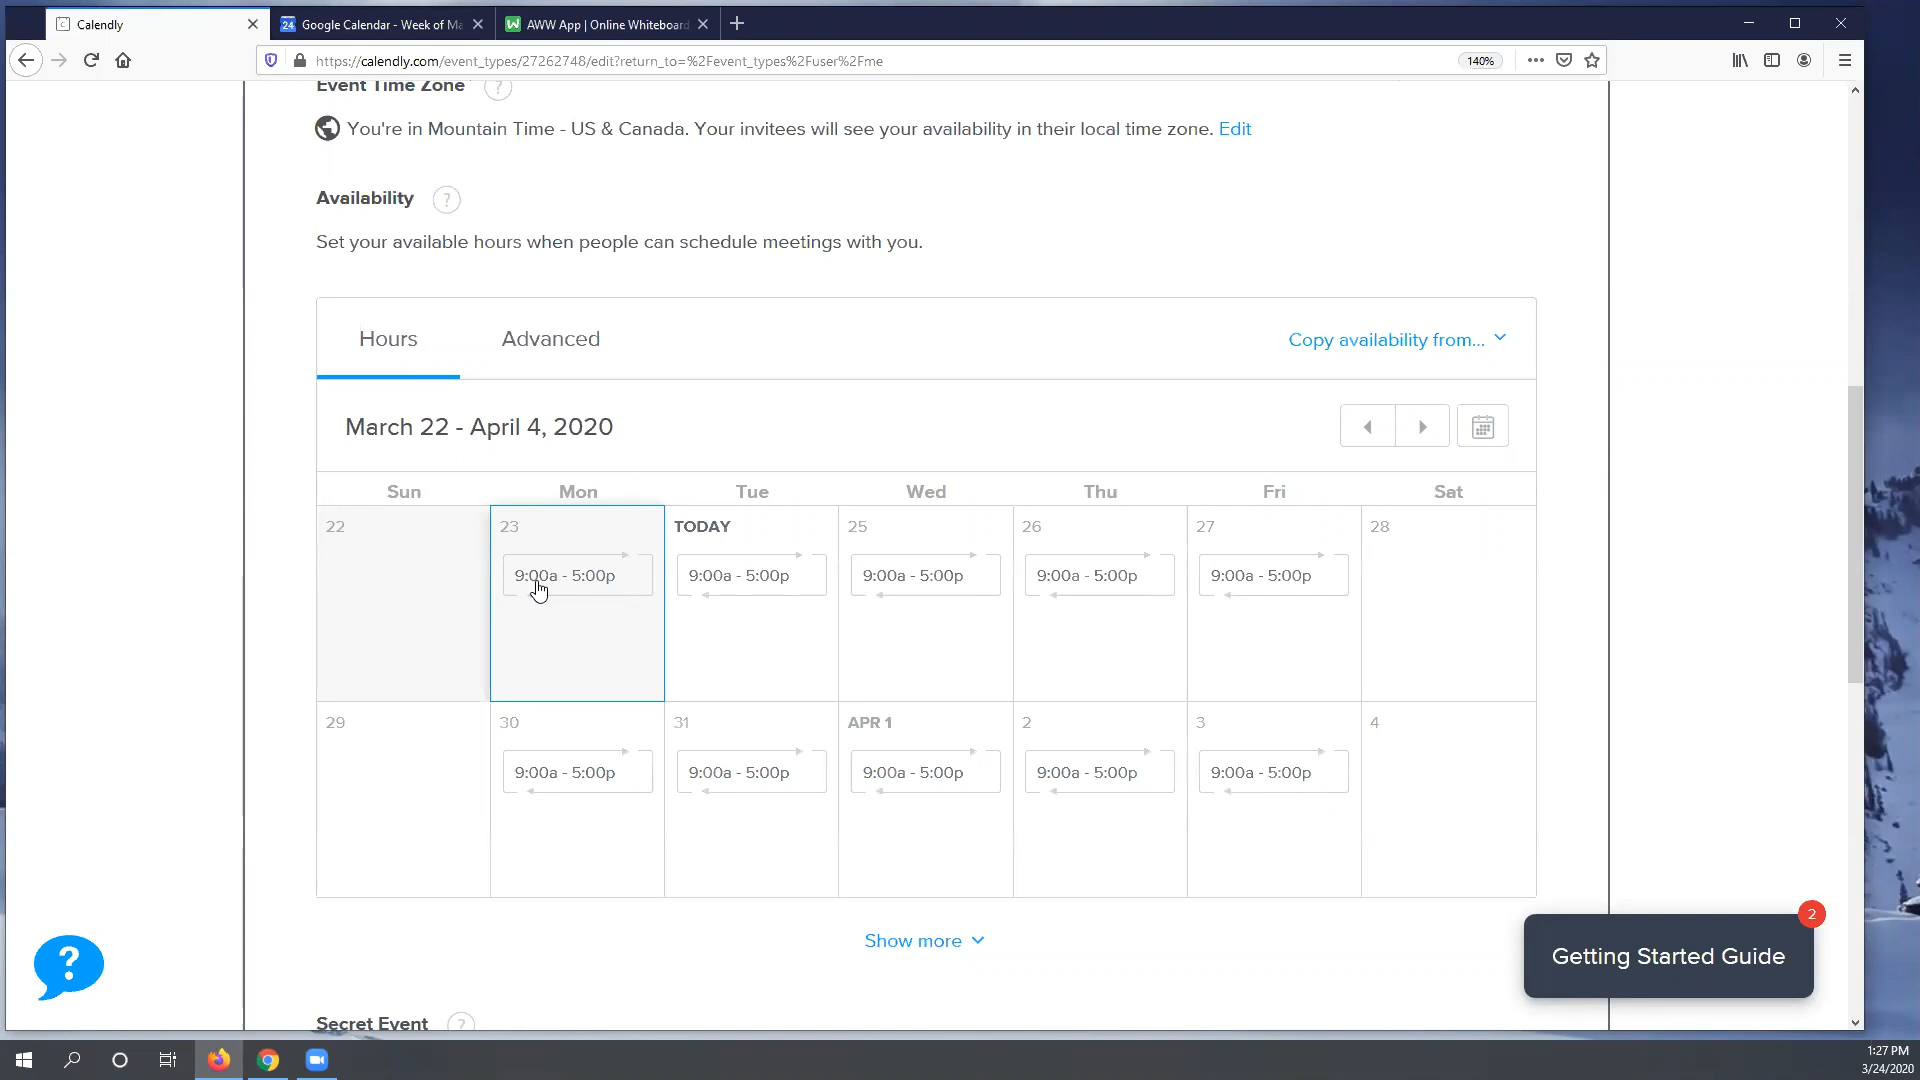 Calendly
Google Calendar - Week of Ma
AWW App | Online Whiteboard
https://calendly.com/event_types/27262748/edit?return_to=%2Fevent_types%2Fuser%2Fme
140%
Event Time Zone ?
You're in Mountain Time - US & Canada. Your invitees will see your availability in their local time zone. Edit
Availability ?
Set your available hours when people can schedule meetings with you.
Hours Advanced Copy availability from...
March 22 - April 4, 2020
Sun Mon Tue Wed Thu Fri Sat
22 23 TODAY 25 26 27 28
9:00a - 5:00p 9:00a - 5:00p 9:00a - 5:00p 9:00a - 5:00p 9:00a - 5:00p
29 30 31 APR 1 2 3 4
9:00a - 5:00p 9:00a - 5:00p 9:00a - 5:00p 9:00a - 5:00p 9:00a - 5:00p
Show more
2
Getting Started Guide
?
Secret Event ?
1:27 PM
3/24/2020